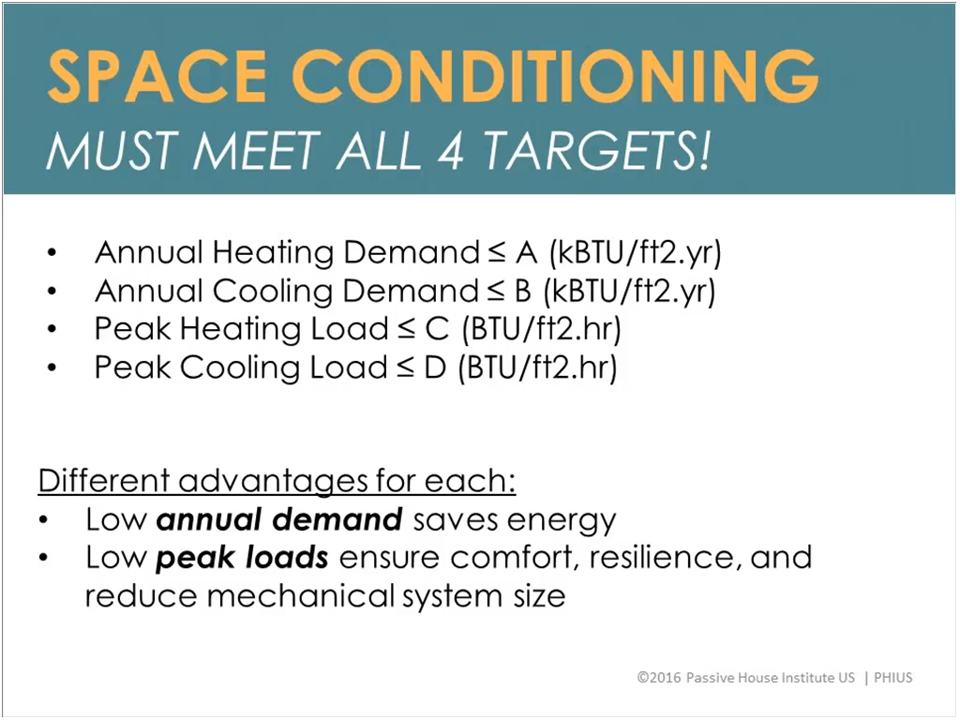 SPACE CONDITIONING
MUST MEET ALL 4 TARGETS!
• Annual Heating Demand ≤ A (kBTU/ft2.yr)
• Annual Cooling Demand ≤ B (kBTU/ft2.yr)
• Peak Heating Load ≤ C (BTU/ft2.hr)
• Peak Cooling Load ≤ D (BTU/ft2.hr)
Different advantages for each:
• Low annual demand saves energy
• Low peak loads ensure comfort, resilience, and
reduce mechanical system size
©2016 Passive House Institute US | PHIUS